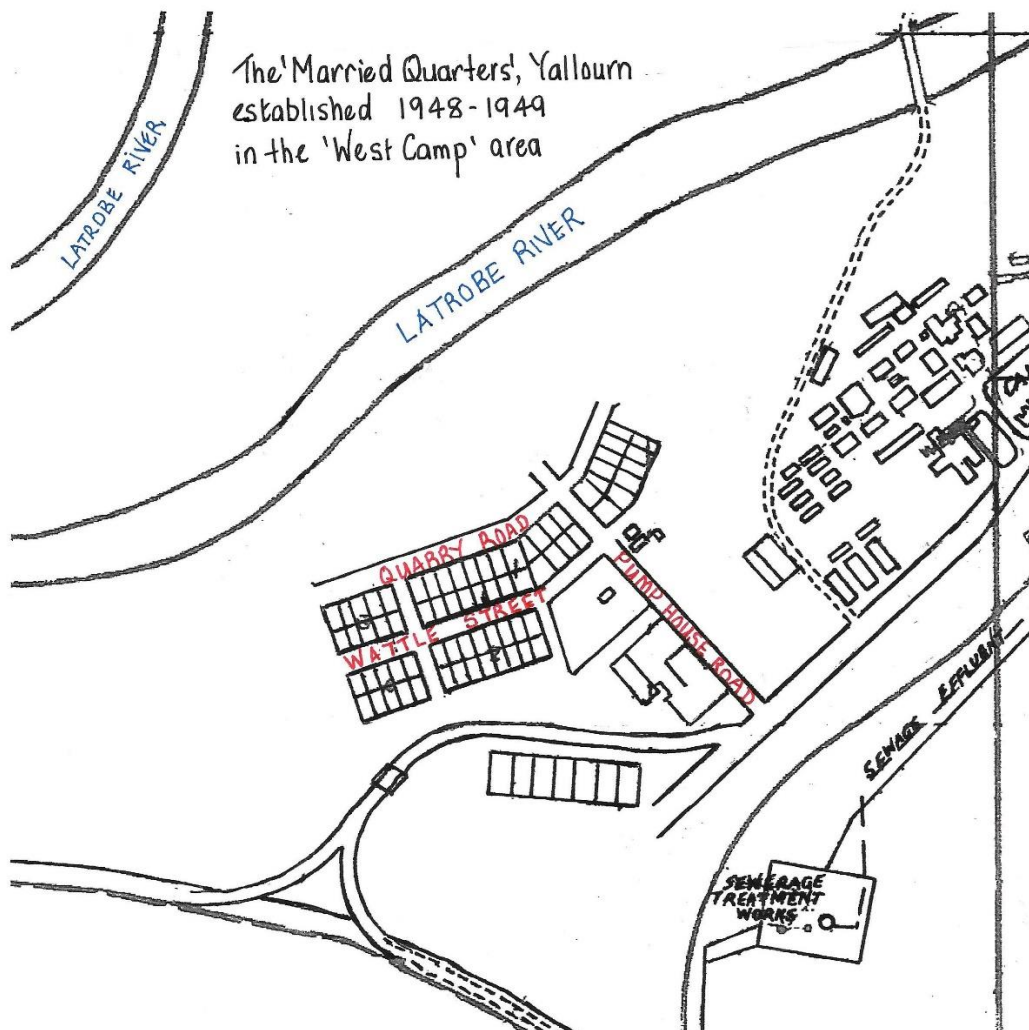 The 'Married Quarters', Yallourn
established 1948-1949
in the 'West Camp' area
LATROBE RIVER
LATROBE RIVER
QUARRY ROAD
WATTLE STREET
PUMP HOUSE ROAD
SEWAGE EFFLUENT
SEWERAGE
TREATMENT
WORKS